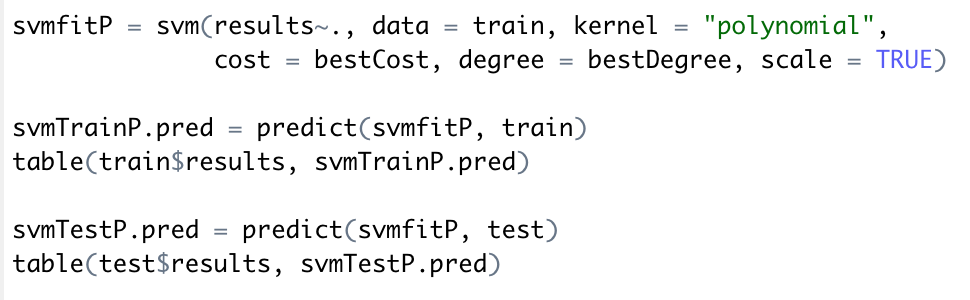 svmfitP = svm(results~., data = train, kernel = "polynomial",
cost = bestCost, degree = bestDegree, scale = TRUE)
svmTrainP.pred = predict(svmfitP, train)
table(train$results, svmTrainP.pred)
svmTestP.pred = predict(svmfitP, test)
table(test$results, svmTestP.pred)